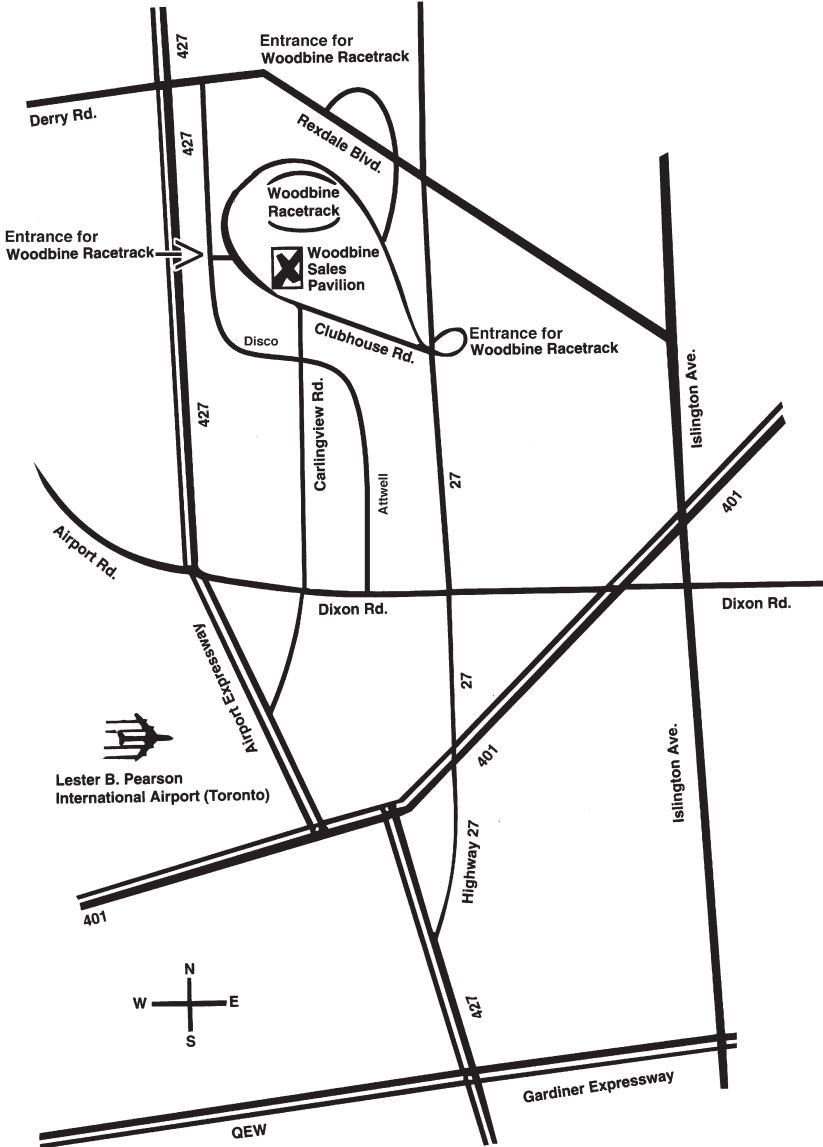 427
Entrance for
Woodbine Racetrack
Derry Rd.
427
Rexdale Blvd.
Woodbine
Racetrack
Entrance for
Woodbine Racetrack
Woodbine
Sales
Pavilion
Disco
Clubhouse Rd.
Entrance for
Woodbine Racetrack
427
Carlingview Rd.
Islington Ave.
Attwell
27
401
Airport Rd.
Dixon Rd.
Dixon Rd.
Airport Expressway
27
401
Lester B. Pearson
International Airport (Toronto)
Islington Ave.
Highway 27
401
N
W
E
S
427
Gardiner Expressway
QEW